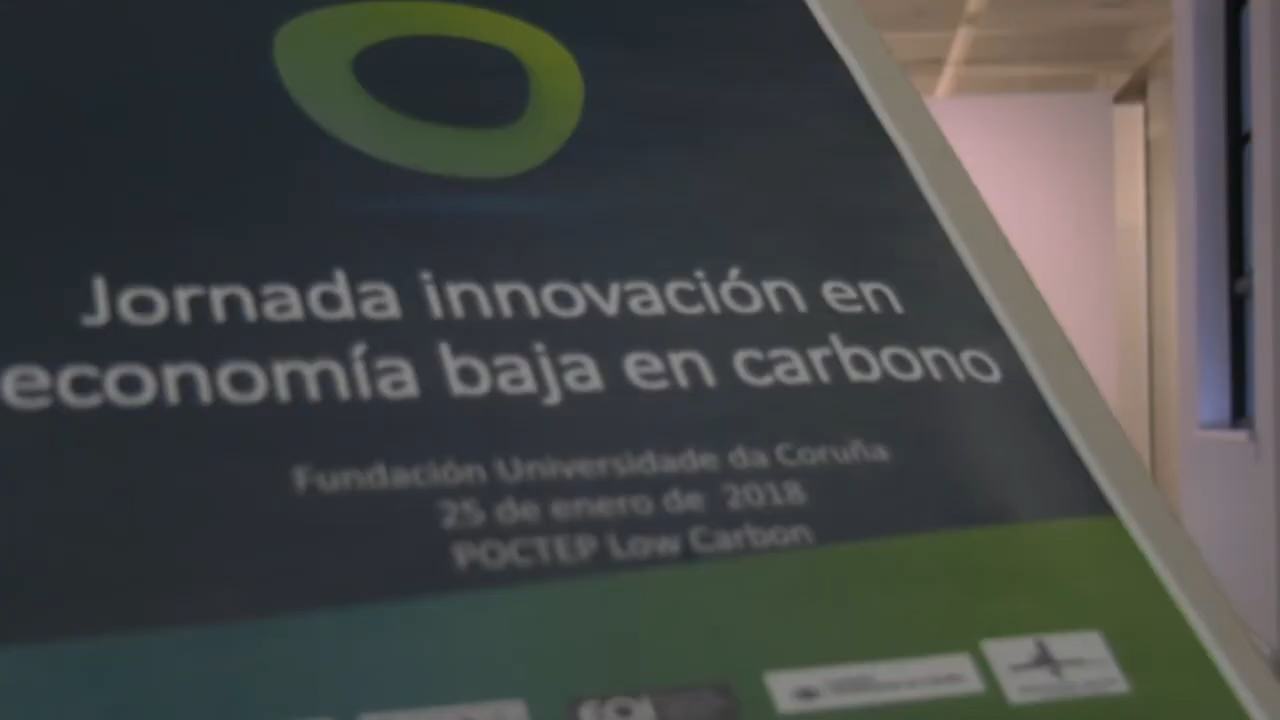 Jornada innovación en
economía baja en carbono
Fundación Universidade da Coruña
25 de enero de 2018
POCTEP Low Carbon
EOI